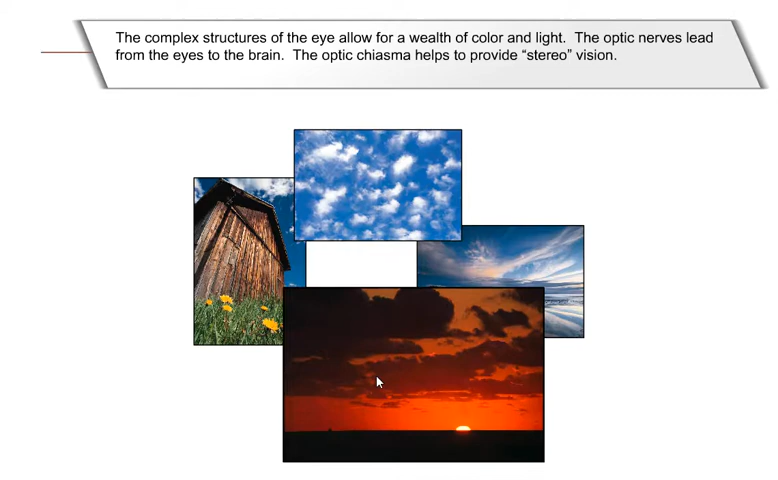 The complex structures of the eye allow for a wealth of color and light.  The optic nerves lead
from the eyes to the brain.  The optic chiasma helps to provide “stereo” vision.